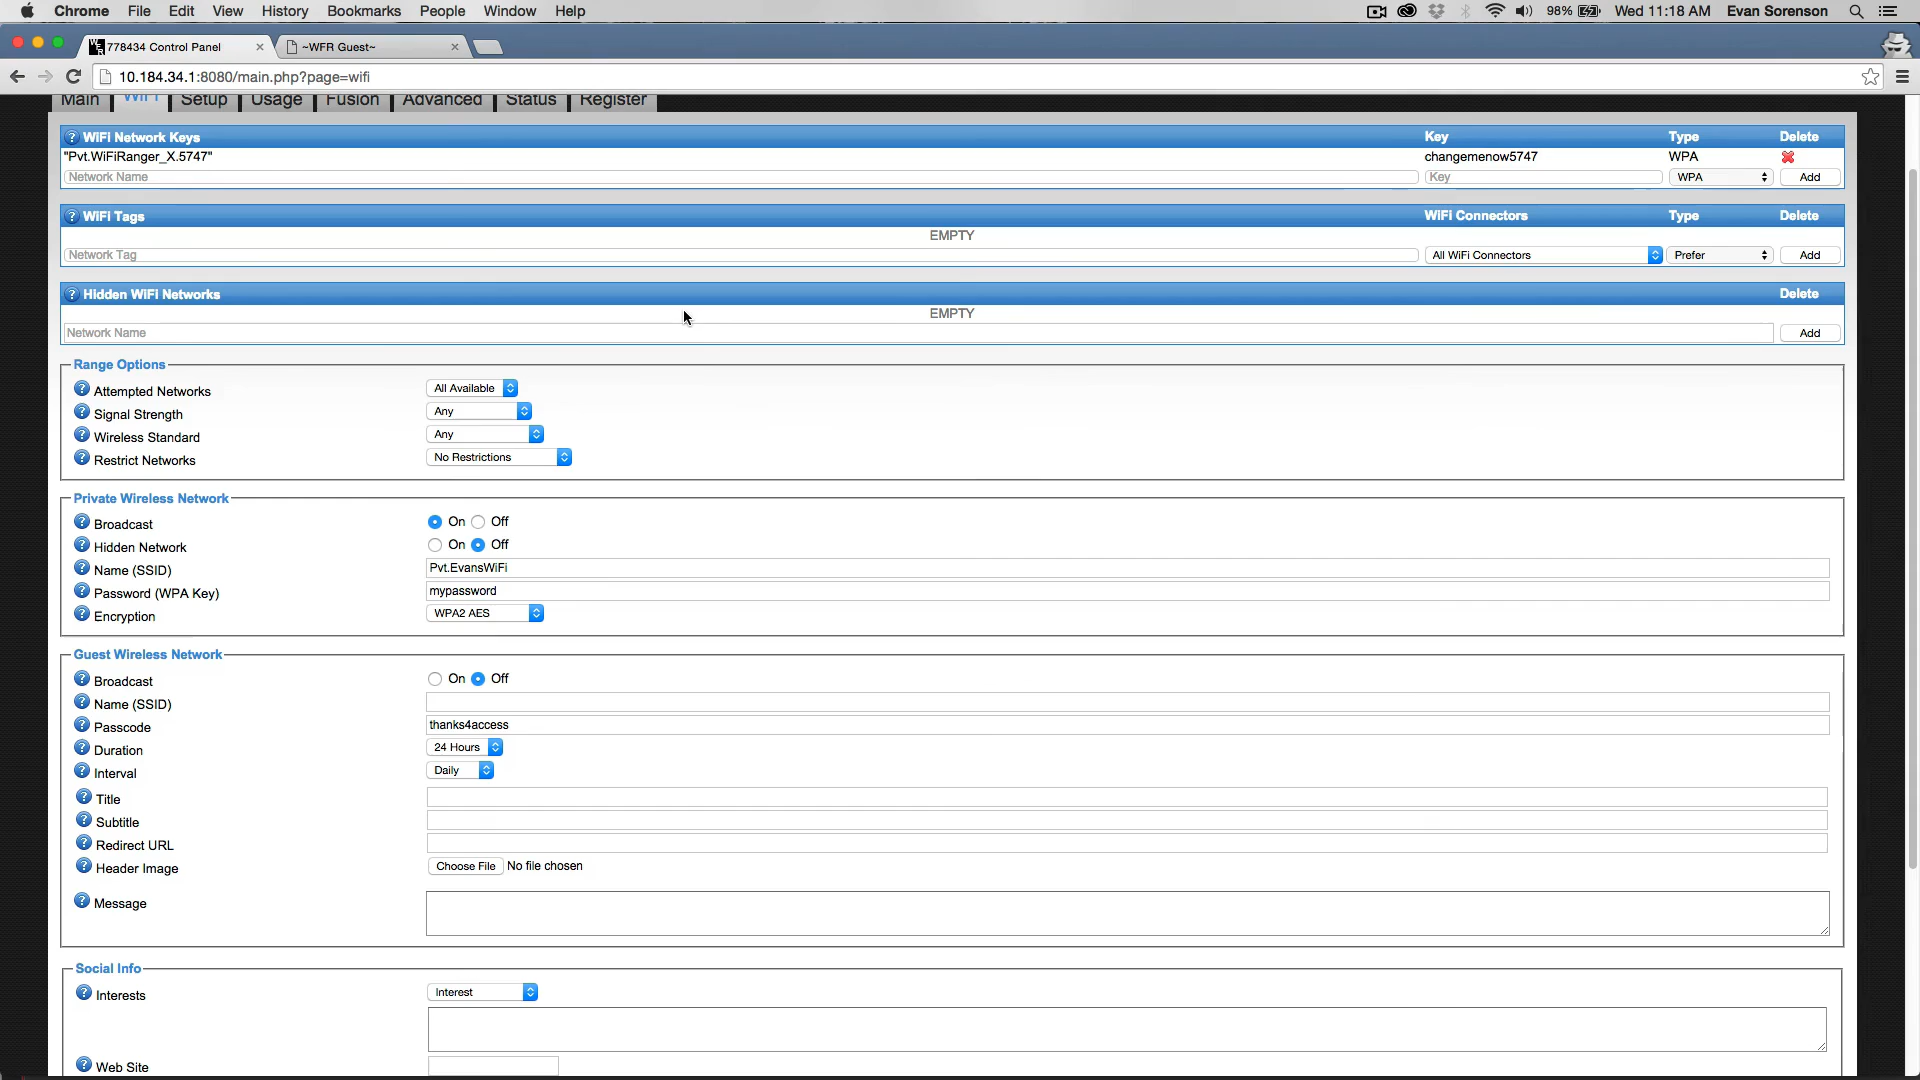 Chrome File Edit View History Bookmarks People Window Help 98% Wed 11:18 AM Evan Sorenson
WFR 778434 Control Panel ~WFR Guest~
10.184.34.1:8080/main.php?page=wifi
Main WiFi Setup Usage Fusion Advanced Status Register
? WiFi Network Keys Key Type Delete
"Pvt.WiFiRanger_X.5747" changemenow5747 WPA
Network Name Key WPA Add
? WiFi Tags WiFi Connectors Type Delete
EMPTY
Network Tag All WiFi Connectors Prefer Add
? Hidden WiFi Networks Delete
EMPTY
Network Name Add
Range Options
? Attempted Networks All Available
? Signal Strength Any
? Wireless Standard Any
? Restrict Networks No Restrictions
Private Wireless Network
? Broadcast On Off
? Hidden Network On Off
? Name (SSID) Pvt.EvansWiFi
? Password (WPA Key) mypassword
? Encryption WPA2 AES
Guest Wireless Network
? Broadcast On Off
? Name (SSID)
? Passcode thanks4access
? Duration 24 Hours
? Interval Daily
? Title
? Subtitle
? Redirect URL
? Header Image Choose File No file chosen
? Message
Social Info
? Interests Interest
? Web Site